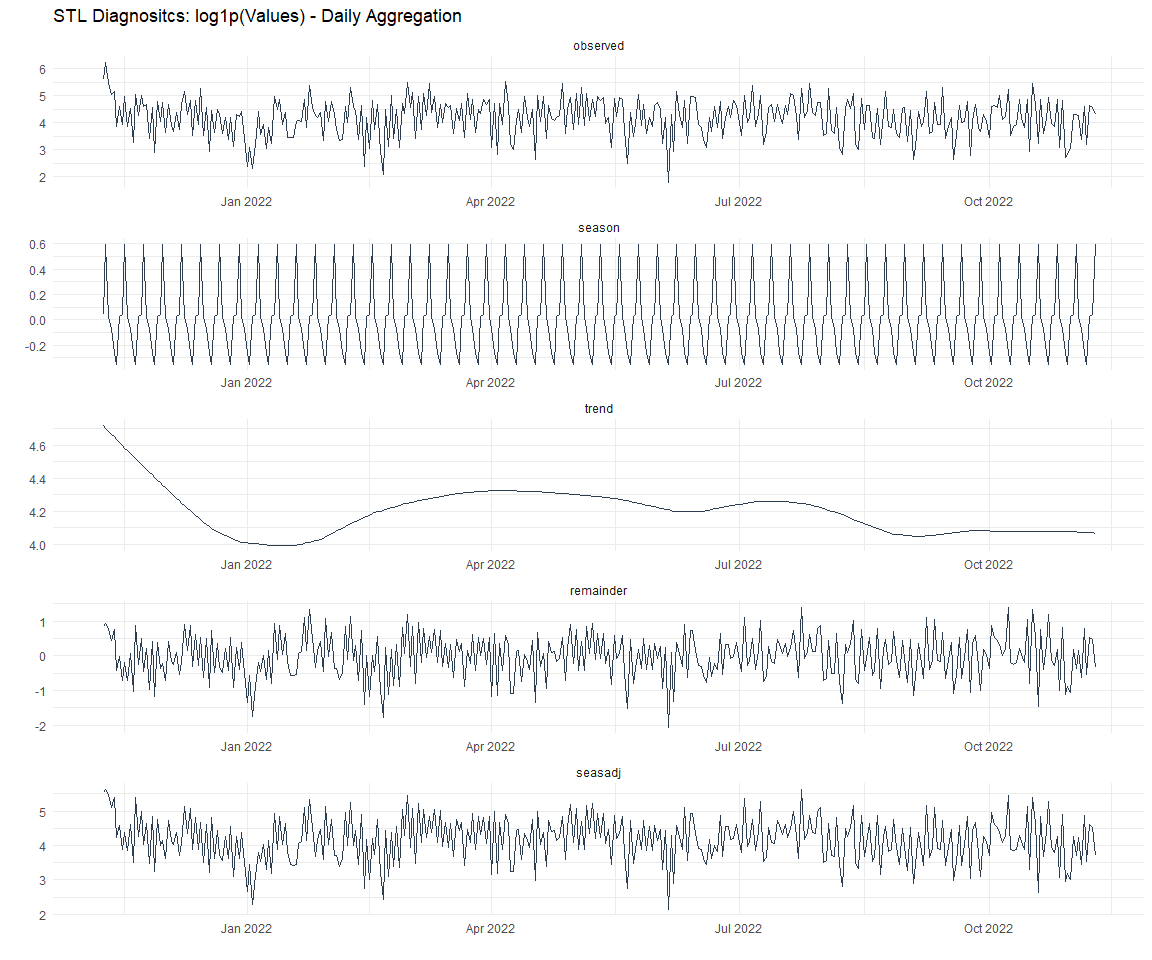 STL Diagnositcs: log1p(Values) - Daily Aggregation
observed
6
5
4
3
2
Jan 2022 Apr 2022 Jul 2022 Oct 2022
season
0.6
0.4
0.2
0.0
-0.2
Jan 2022 Apr 2022 Jul 2022 Oct 2022
trend
4.6
4.4
4.2
4.0
Jan 2022 Apr 2022 Jul 2022 Oct 2022
remainder
1
0
-1
-2
Jan 2022 Apr 2022 Jul 2022 Oct 2022
seasadj
5
4
3
2
Jan 2022 Apr 2022 Jul 2022 Oct 2022